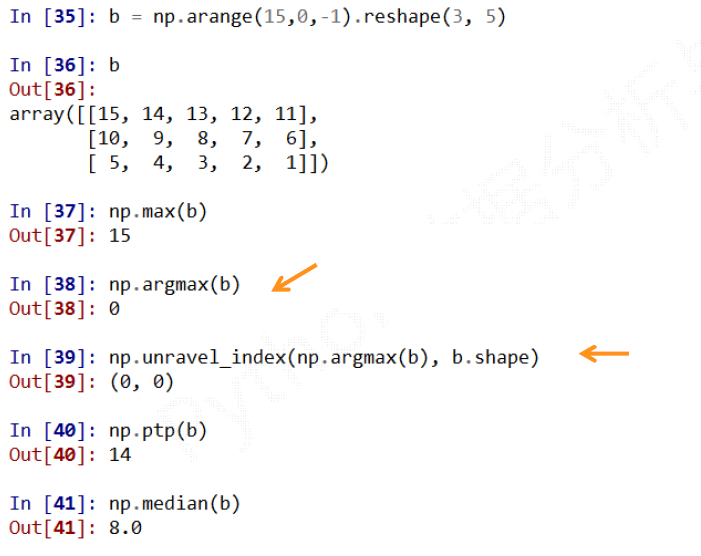 In [35]: b = np.arange(15,0,-1).reshape(3, 5)
In [36]: b
Out[36]:
array([[15, 14, 13, 12, 11],
       [10,  9,  8,  7,  6],
       [ 5,  4,  3,  2,  1]])
In [37]: np.max(b)
Out[37]: 15
In [38]: np.argmax(b)
Out[38]: 0
In [39]: np.unravel_index(np.argmax(b), b.shape)
Out[39]: (0, 0)
In [40]: np.ptp(b)
Out[40]: 14
In [41]: np.median(b)
Out[41]: 8.0